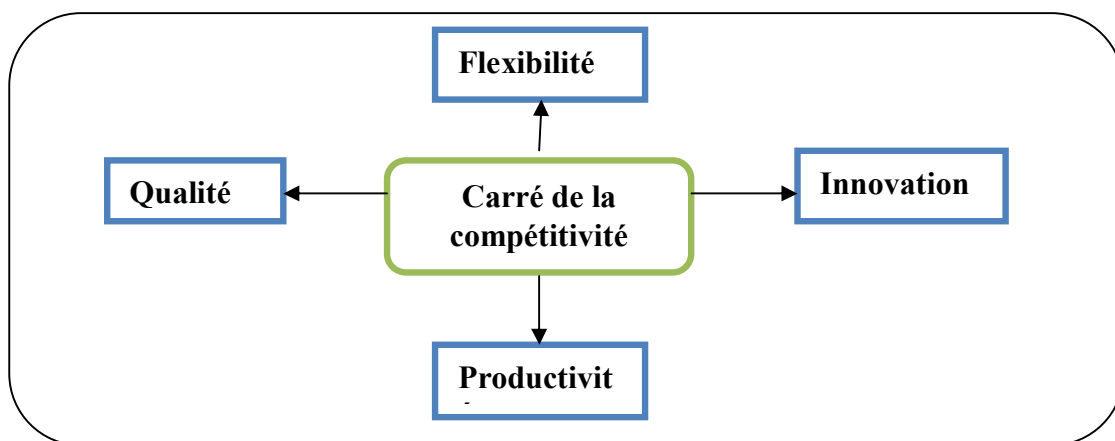 Flexibilité
Qualité
Carré de la
compétitivité
Innovation
Productivit